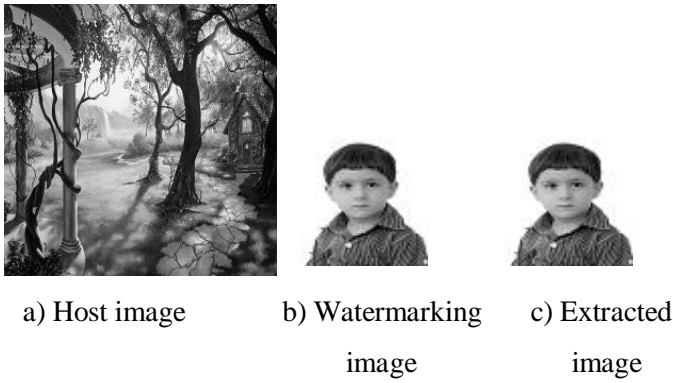 a) Host image
b) Watermarking
image
c) Extracted
image